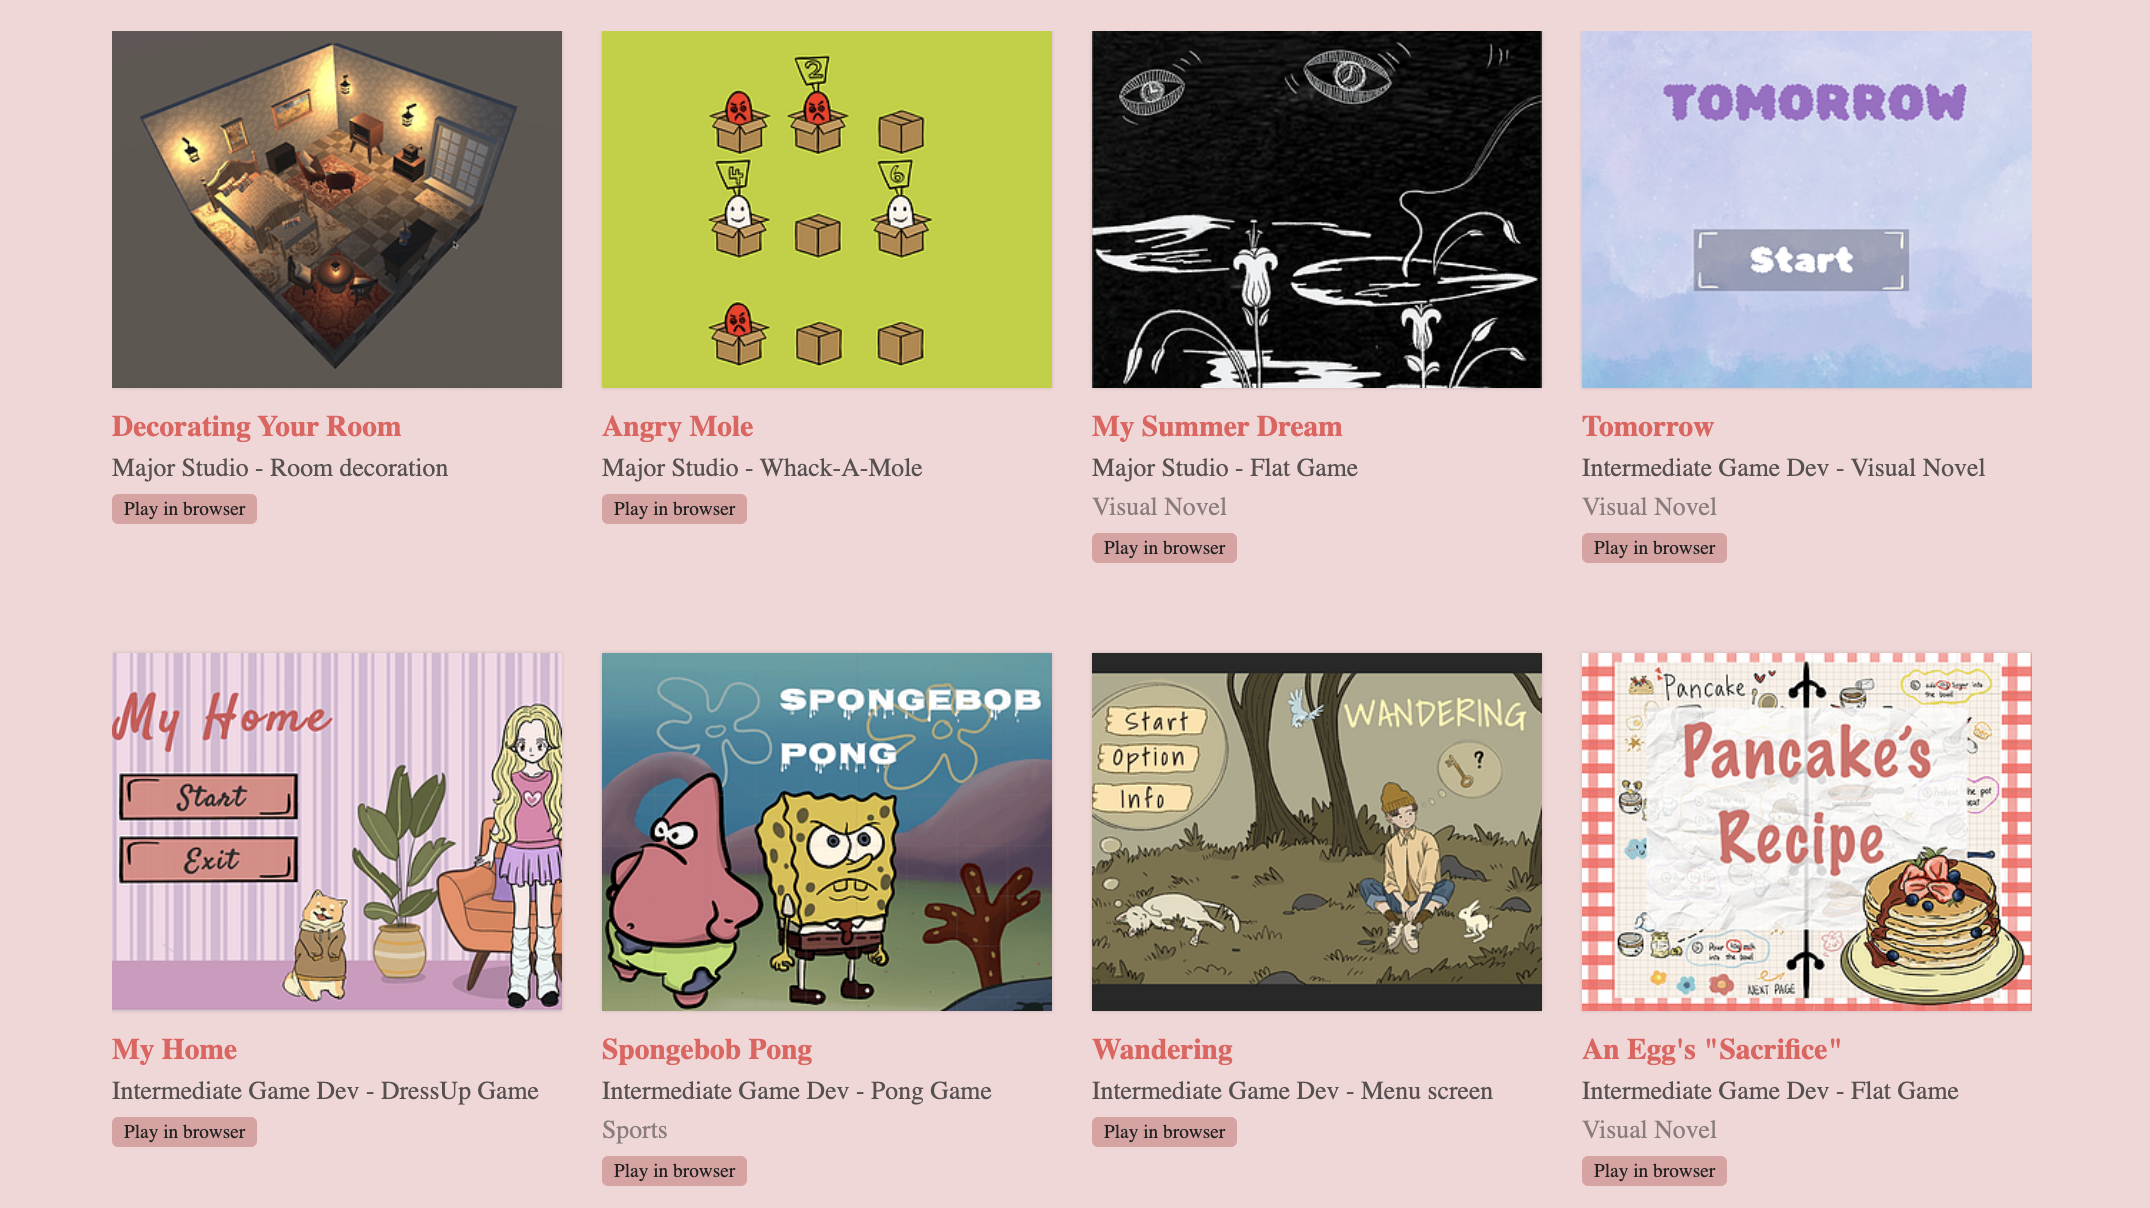 2
4
6
TOMORROW
Start
Decorating Your Room
Major Studio - Room decoration
Play in browser
Angry Mole
Major Studio - Whack-A-Mole
Play in browser
My Summer Dream
Major Studio - Flat Game
Visual Novel
Play in browser
Tomorrow
Intermediate Game Dev - Visual Novel
Visual Novel
Play in browser
My Home
Start
Exit
SPONGEBOB
PONG
WANDERING
Start
Option
Info
?
Pancake
Pancake's
Recipe
into the bowl
NEXT PAGE
My Home
Intermediate Game Dev - DressUp Game
Play in browser
Spongebob Pong
Intermediate Game Dev - Pong Game
Sports
Play in browser
Wandering
Intermediate Game Dev - Menu screen
Play in browser
An Egg's "Sacrifice"
Intermediate Game Dev - Flat Game
Visual Novel
Play in browser